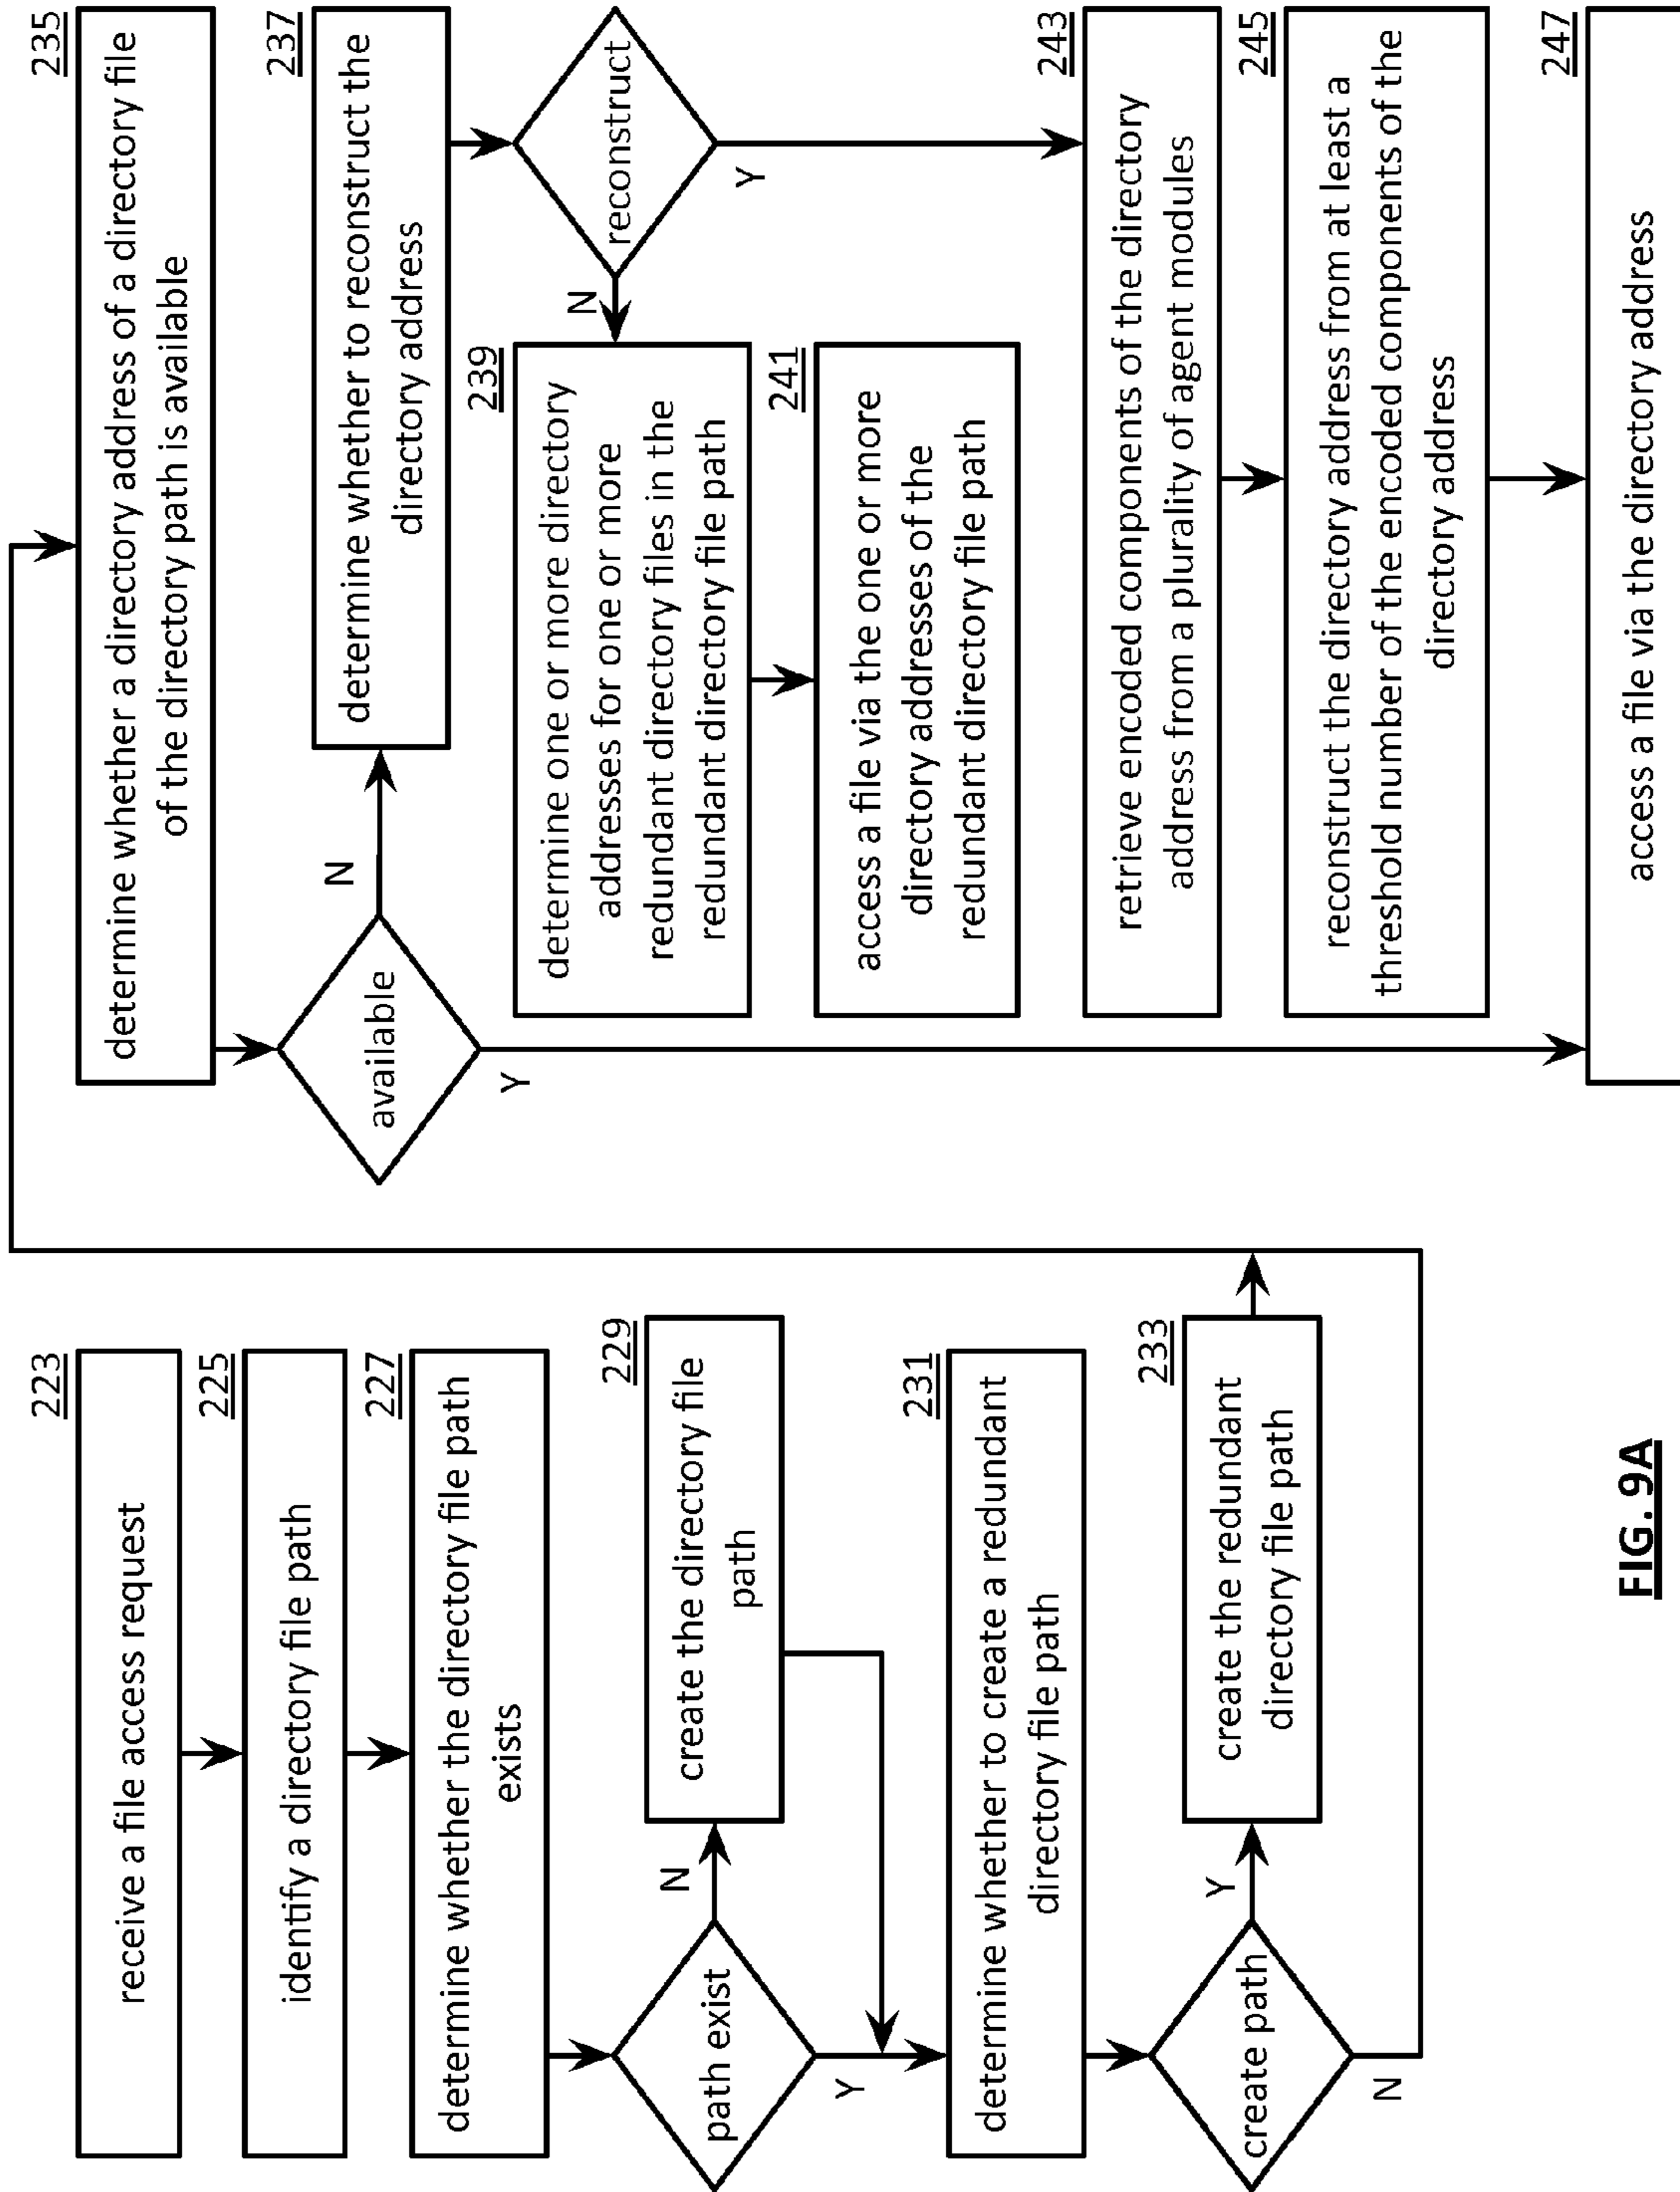 223
receive a file access request
225
identify a directory file path
227
determine whether the directory file path
exists
path exist
N
Y
229
create the directory file
path
231
determine whether to create a redundant
directory file path
create path
Y
N
233
create the redundant
directory file path
235
determine whether a directory address of a directory file
of the directory path is available
available
N
Y
237
determine whether to reconstruct the
directory address
reconstruct
N
Y
239
determine one or more directory
addresses for one or more
redundant directory files in the
redundant directory file path
241
access a file via the one or more
directory addresses of the
redundant directory file path
243
retrieve encoded components of the directory
address from a plurality of agent modules
245
reconstruct the directory address from at least a
threshold number of the encoded components of the
directory address
247
access a file via the directory address
FIG. 9A